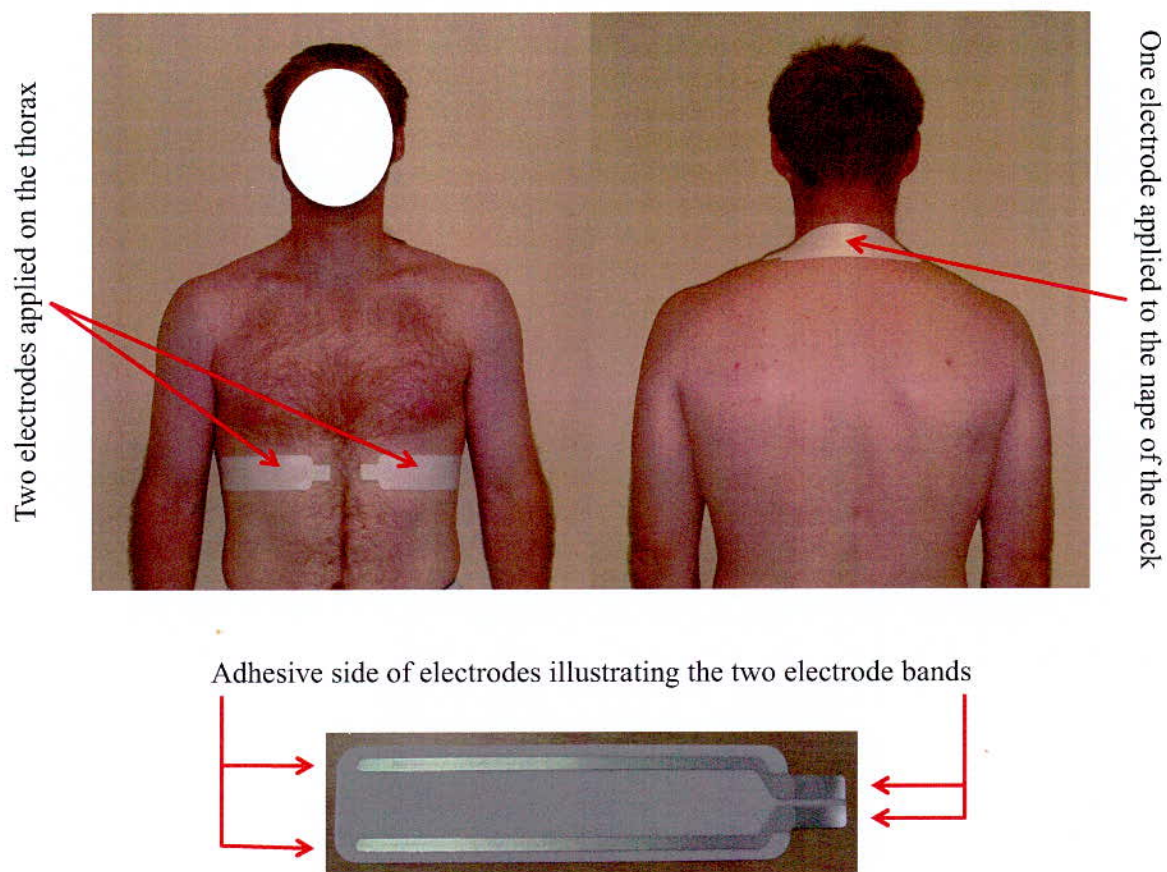 Two electrodes applied on the thorax
One electrode applied to the nape of the neck
Adhesive side of electrodes illustrating the two electrode bands